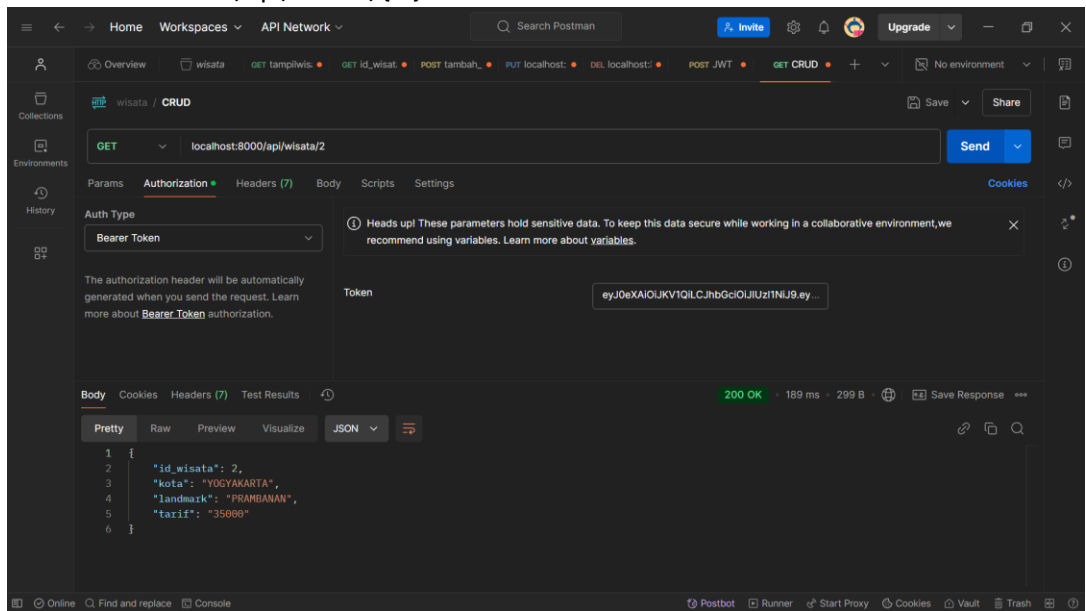 Home Workspaces API Network Search Postman Invite Upgrade
Overview wisata GET tampilwis. GET id_wisat. POST tambah_ PUT localhost: DEL localhost:/ POST JWT GET CRUD No environment
HTTP wisata / CRUD Save Share
Collections
GET localhost:8000/api/wisata/2 Send
Environments
Params Authorization Headers (7) Body Scripts Settings Cookies
History
Auth Type
Bearer Token
Heads up! These parameters hold sensitive data. To keep this data secure while working in a collaborative environment,we
recommend using variables. Learn more about variables.
The authorization header will be automatically
generated when you send the request. Learn
more about Bearer Token authorization.
Token eyJ0eXAiOiJKV1QiLCJhbGciOiJIUzI1NiJ9.ey...
Body Cookies Headers (7) Test Results 200 OK 189 ms 299 B e.g. Save Response
Pretty Raw Preview Visualize JSON
1 {
2 "id_wisata": 2,
3 "kota": "YOGYAKARTA",
4 "landmark": "PRAMBANAN",
5 "tarif": "35000"
6 }
Online Find and replace Console Postbot Runner Start Proxy Cookies Vault Trash